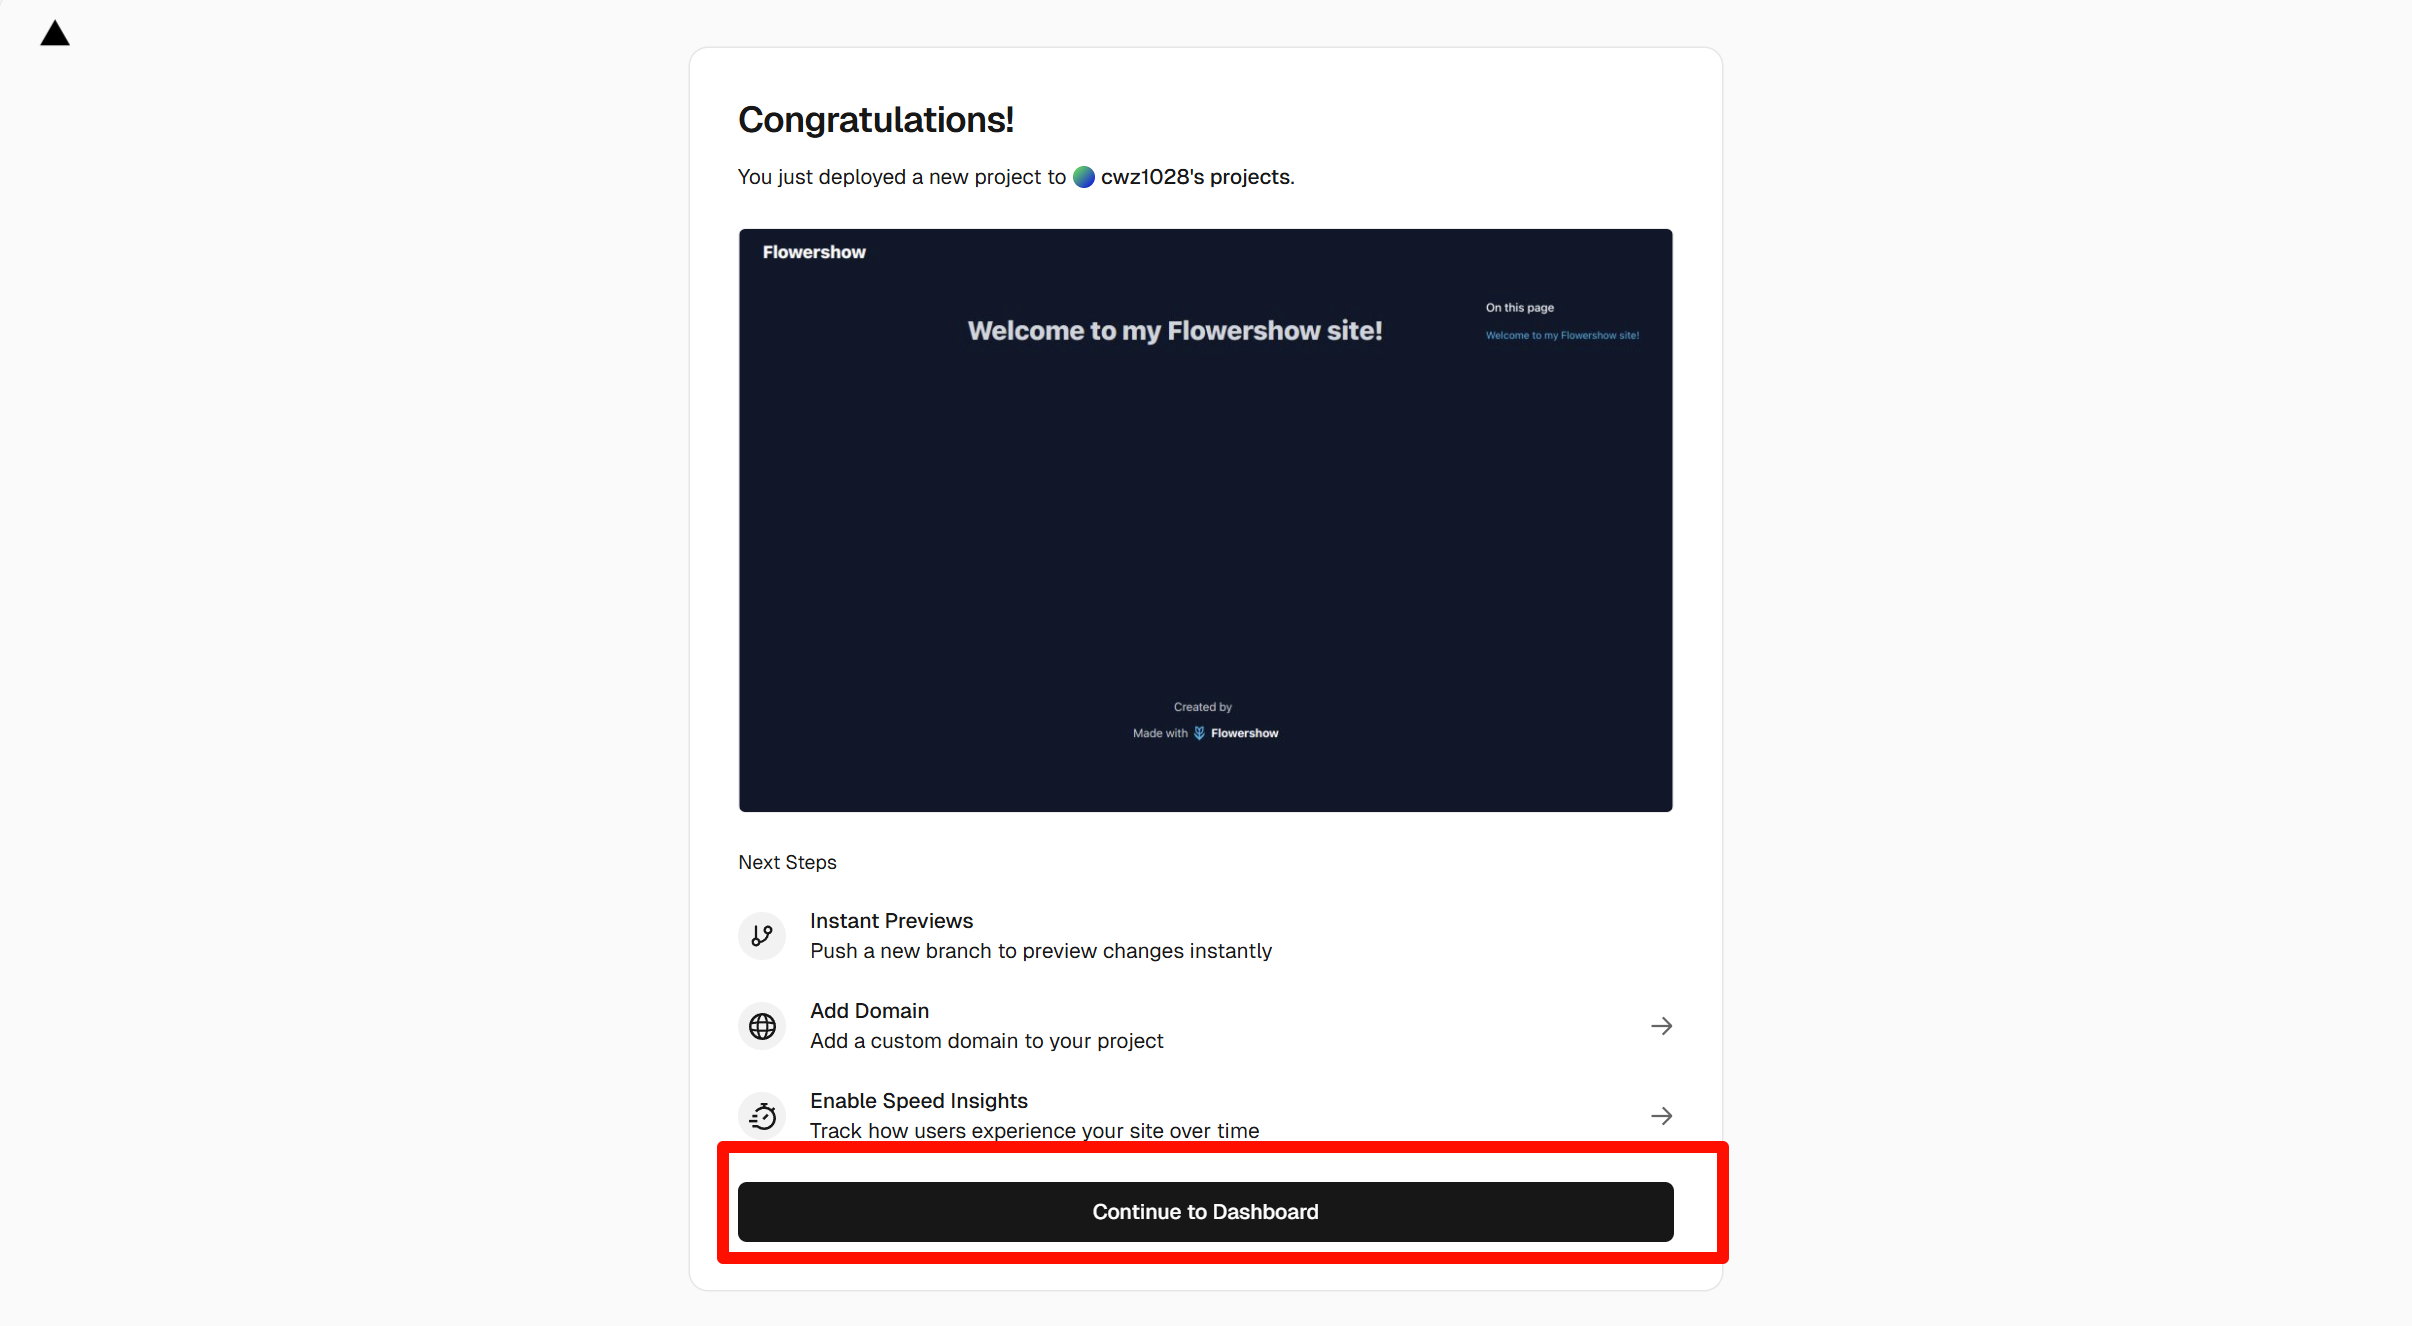 Congratulations!
You just deployed a new project to cwz1028's projects.
Flowershow
On this page
Welcome to my Flowershow site!
Welcome to my Flowershow site!
Created by
Made with Flowershow
Next Steps
Instant Previews
Push a new branch to preview changes instantly
Add Domain
Add a custom domain to your project
Enable Speed Insights
Track how users experience your site over time
Continue to Dashboard